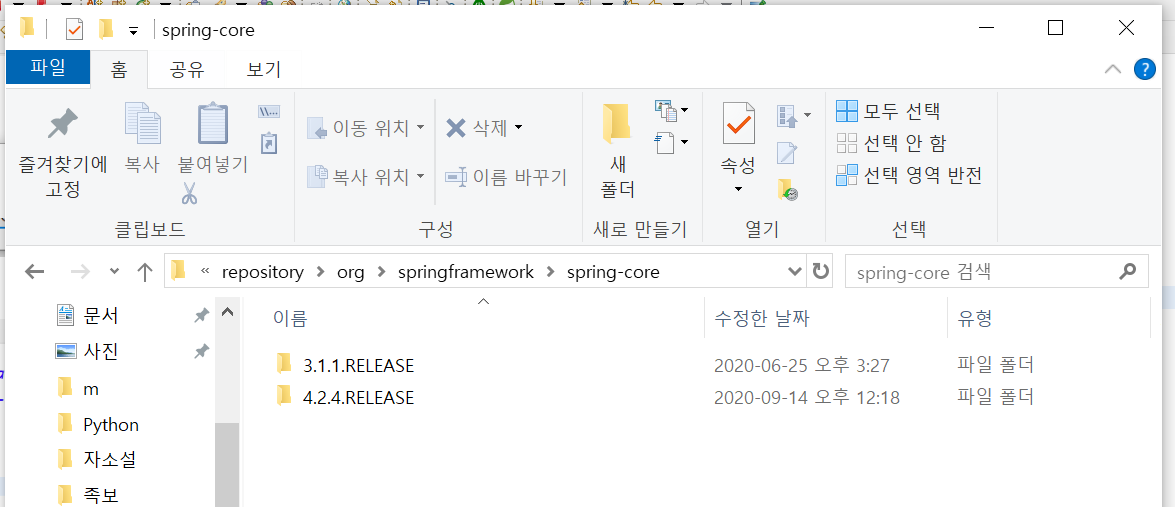 spring-core
파일 홈 공유 보기
즐겨찾기에
고정
복사
붙여넣기
클립보드
이동 위치
복사 위치
삭제
이름 바꾸기
구성
새
폴더
새로 만들기
속성
열기
모두 선택
선택 안 함
선택 영역 반전
선택
« repository > org > springframework > spring-core
spring-core 검색
문서
사진
m
Python
자소설
족보
이름 수정한 날짜 유형
3.1.1.RELEASE 2020-06-25 오후 3:27 파일 폴더
4.2.4.RELEASE 2020-09-14 오후 12:18 파일 폴더